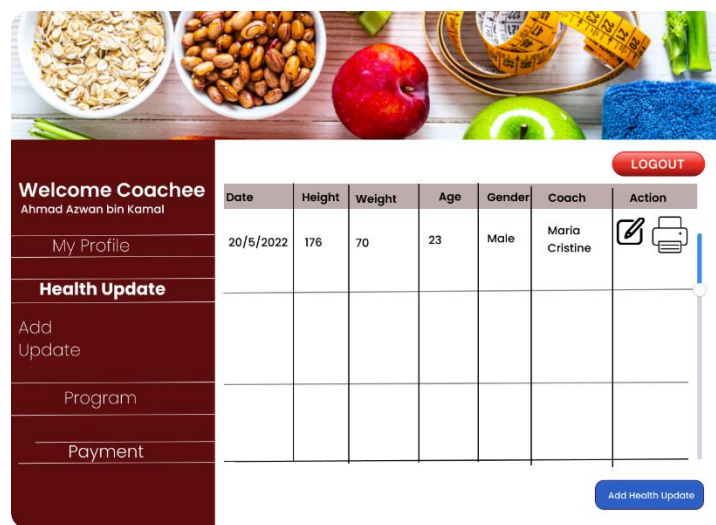 LOGOUT
Welcome Coachee
Ahmad Azwan bin Kamal
My Profile
Health Update
Add
Update
Program
Payment
Date Height Weight Age Gender Coach Action
20/5/2022 176 70 23 Male Maria
Cristine
Add Health Update